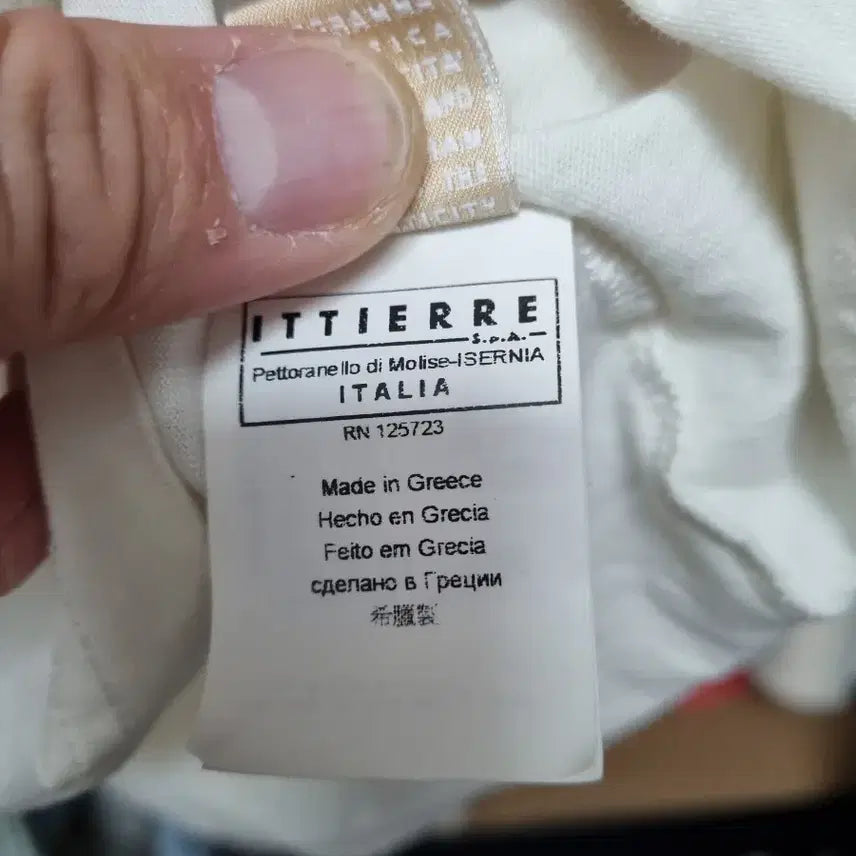 ITTIERRE
S.P.A.
Pettoranello di Molise-ISERNIA
ITALIA
RN 125723
Made in Greece
Hecho en Grecia
Feito em Grecia
сделано в Греции
希臘製